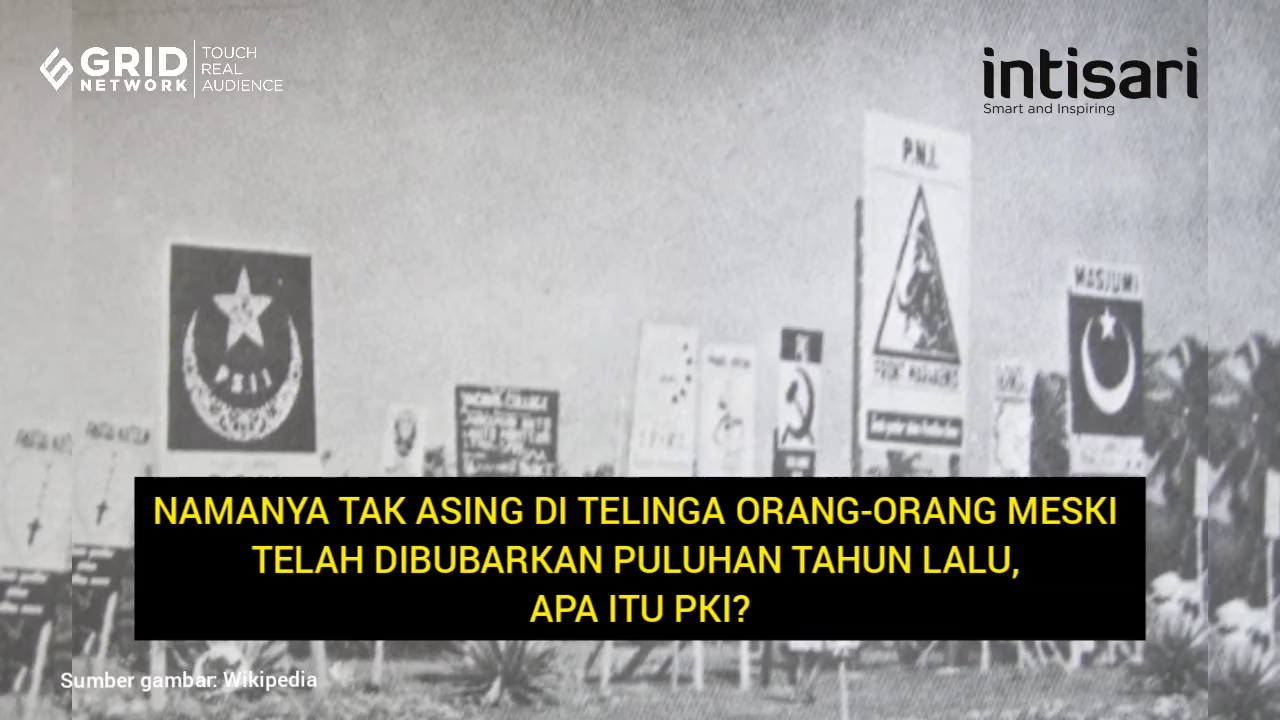 GRID
NETWORK
TOUCH
REAL
AUDIENCE
intisari
Smart and Inspiring
P.N.I.
MASJUMI
PSII
NAMANYA TAK ASING DI TELINGA ORANG-ORANG MESKI
TELAH DIBUBARKAN PULUHAN TAHUN LALU,
APA ITU PKI?
Sumber gambar: Wikipedia